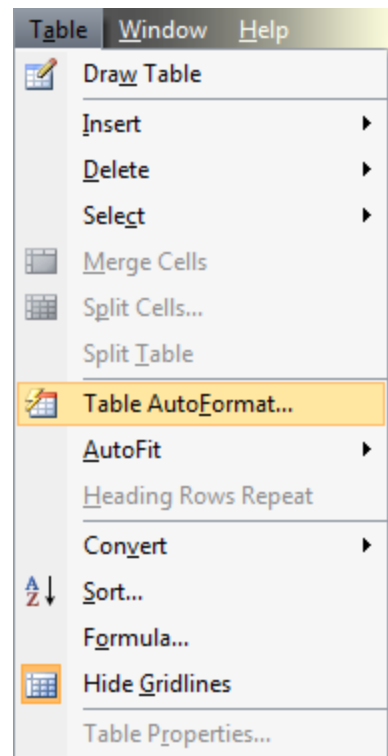 Table Window Help
Draw Table
Insert
Delete
Select
Merge Cells
Split Cells...
Split Table
Table AutoFormat...
AutoFit
Heading Rows Repeat
Convert
A
Z Sort...
Formula...
Hide Gridlines
Table Properties...